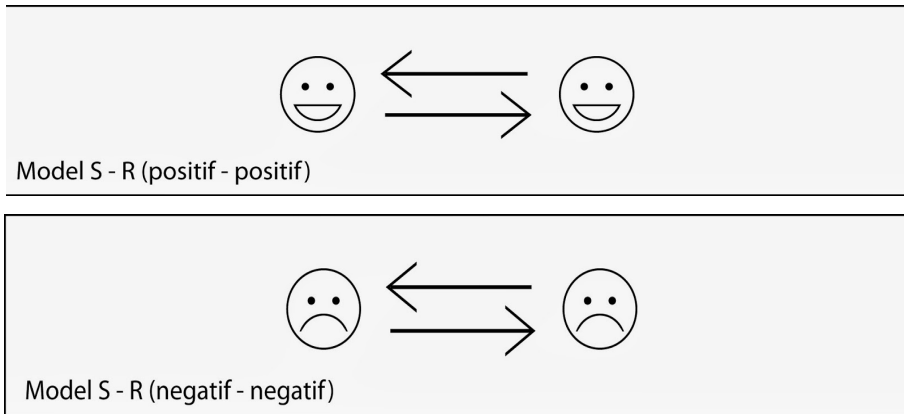 Model S - R (positif - positif)
Model S - R (negatif - negatif)